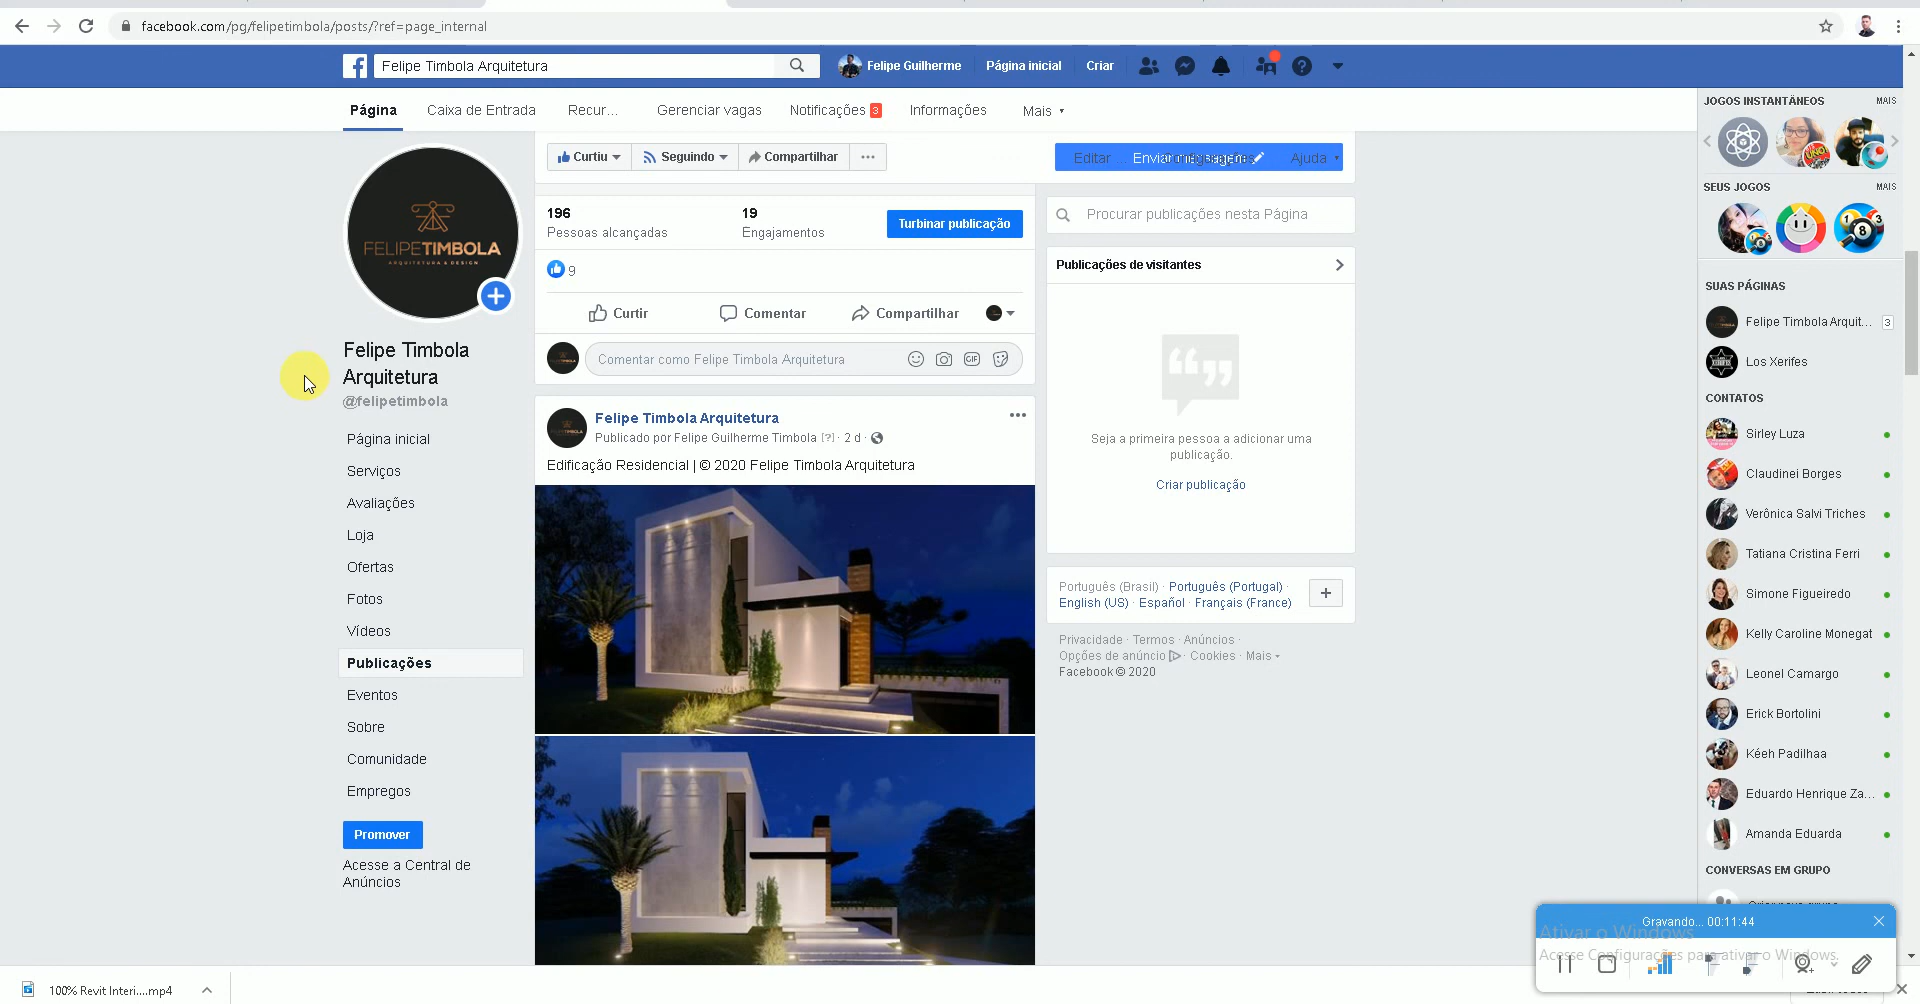 facebook.com/pg/felipetimbola/posts/?ref=page_internal
Felipe Timbola Arquitetura
Felipe Guilherme
Página inicial
Criar
Página
Caixa de Entrada
Recur...
Gerenciar vagas
Notificações 3
Informações
Mais
Curtiu
Seguindo
Compartilhar
Editar
Enviar mensagem
Ajuda
FELIPETIMBOLA
ARQUITETURA & DESIGN
Felipe Timbola
Arquitetura
@felipetimbola
Página inicial
Serviços
Avaliações
Loja
Ofertas
Fotos
Vídeos
Publicações
Eventos
Sobre
Comunidade
Empregos
Promover
Acesse a Central de
Anúncios
196
Pessoas alcançadas
19
Engajamentos
Turbinar publicação
9
Curtir
Comentar
Compartilhar
Comentar como Felipe Timbola Arquitetura
GIF
Felipe Timbola Arquitetura
Publicado por Felipe Guilherme Timbola [?] · 2 d ·
Edificação Residencial | © 2020 Felipe Timbola Arquitetura
Procurar publicações nesta Página
Publicações de visitantes
Seja a primeira pessoa a adicionar uma
publicação.
Criar publicação
Português (Brasil) · Português (Portugal) ·
English (US) · Español · Français (France)
Privacidade · Termos · Anúncios ·
Opções de anúncio · Cookies · Mais
Facebook © 2020
JOGOS INSTANTÂNEOS
MAIS
SEUS JOGOS
MAIS
SUAS PÁGINAS
Felipe Timbola Arquit... 3
Los Xerifes
CONTATOS
Sirley Luza
Claudinei Borges
Verônica Salvi Triches
Tatiana Cristina Ferri
Simone Figueiredo
Kelly Caroline Monegat
Leonel Camargo
Erick Bortolini
Kéeh Padilhaa
Eduardo Henrique Za...
Amanda Eduarda
CONVERSAS EM GRUPO
Gravando... 00:11:44
Ativar o Windows
Acesse Configurações para ativar o Windows.
100% Revit Interi....mp4